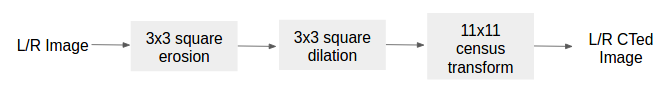 L/R Image
3x3 square
erosion
3x3 square
dilation
11x11
census
transform
L/R CTed
Image